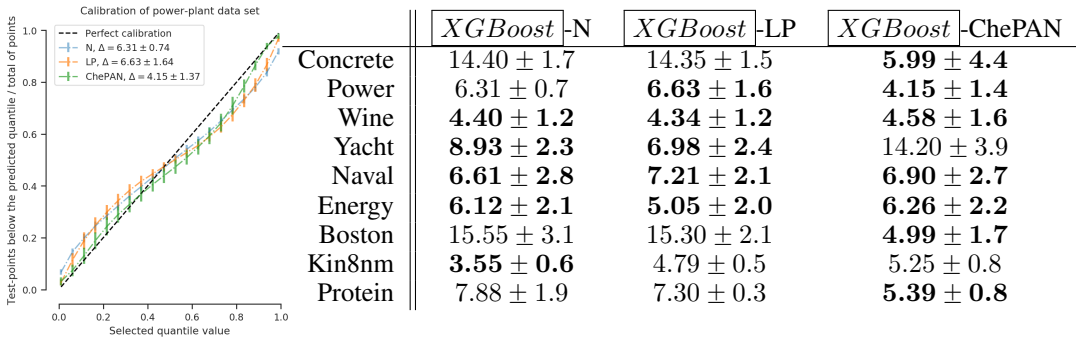 Calibration of power-plant data set
Test-points below the predicted quantile / total of points
1.0
0.8
0.6
0.4
0.2
0.0
Perfect calibration
N, Δ = 6.31 ± 0.74
LP, Δ = 6.63 ± 1.64
ChePAN, Δ = 4.15 ± 1.37
0.0 0.2 0.4 0.6 0.8 1.0
Selected quantile value
XGBoost-N XGBoost-LP XGBoost-ChePAN
Concrete 14.40 ± 1.7 14.35 ± 1.5 5.99 ± 4.4
Power 6.31 ± 0.7 6.63 ± 1.6 4.15 ± 1.4
Wine 4.40 ± 1.2 4.34 ± 1.2 4.58 ± 1.6
Yacht 8.93 ± 2.3 6.98 ± 2.4 14.20 ± 3.9
Naval 6.61 ± 2.8 7.21 ± 2.1 6.90 ± 2.7
Energy 6.12 ± 2.1 5.05 ± 2.0 6.26 ± 2.2
Boston 15.55 ± 3.1 15.30 ± 2.1 4.99 ± 1.7
Kin8nm 3.55 ± 0.6 4.79 ± 0.5 5.25 ± 0.8
Protein 7.88 ± 1.9 7.30 ± 0.3 5.39 ± 0.8